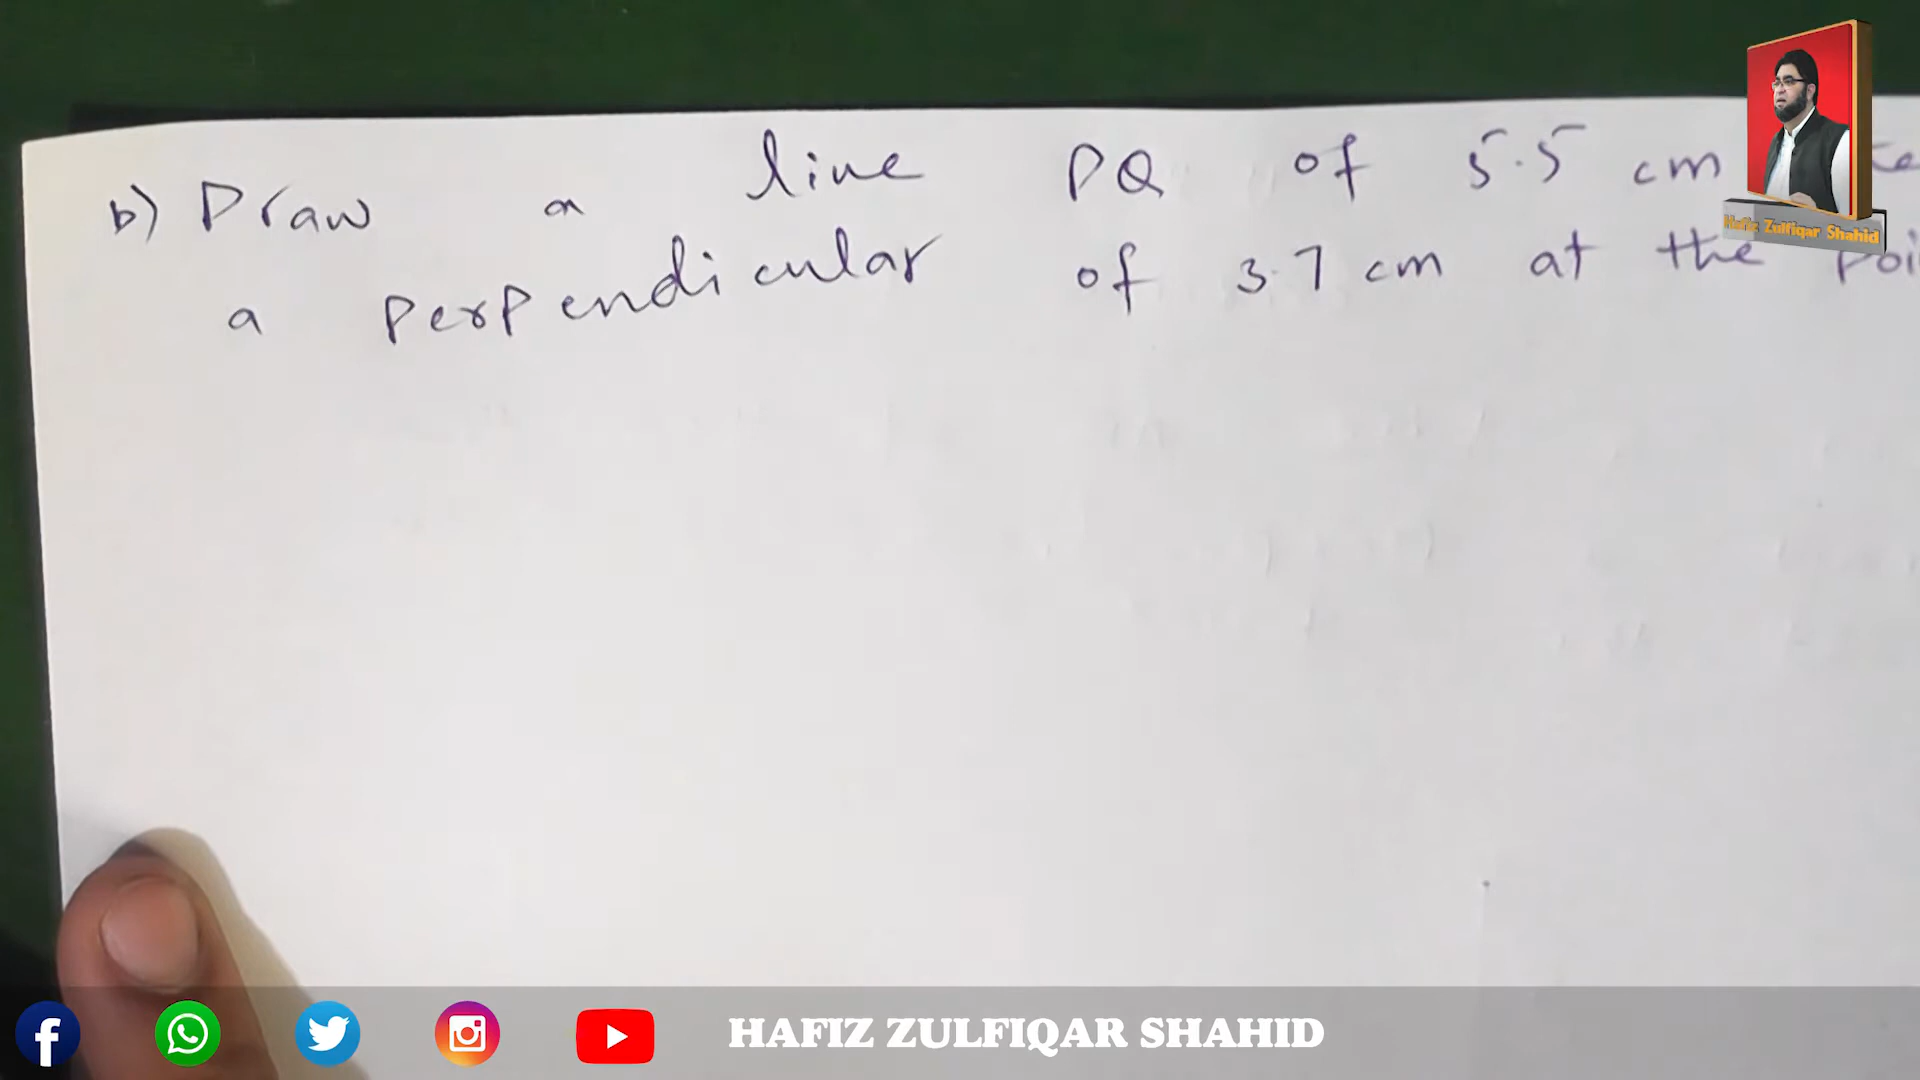 b) Draw a line PQ of 5.5 cm
a perpendicular of 3.7 cm at the poi
Hafiz Zulfiqar Shahid
HAFIZ ZULFIQAR SHAHID